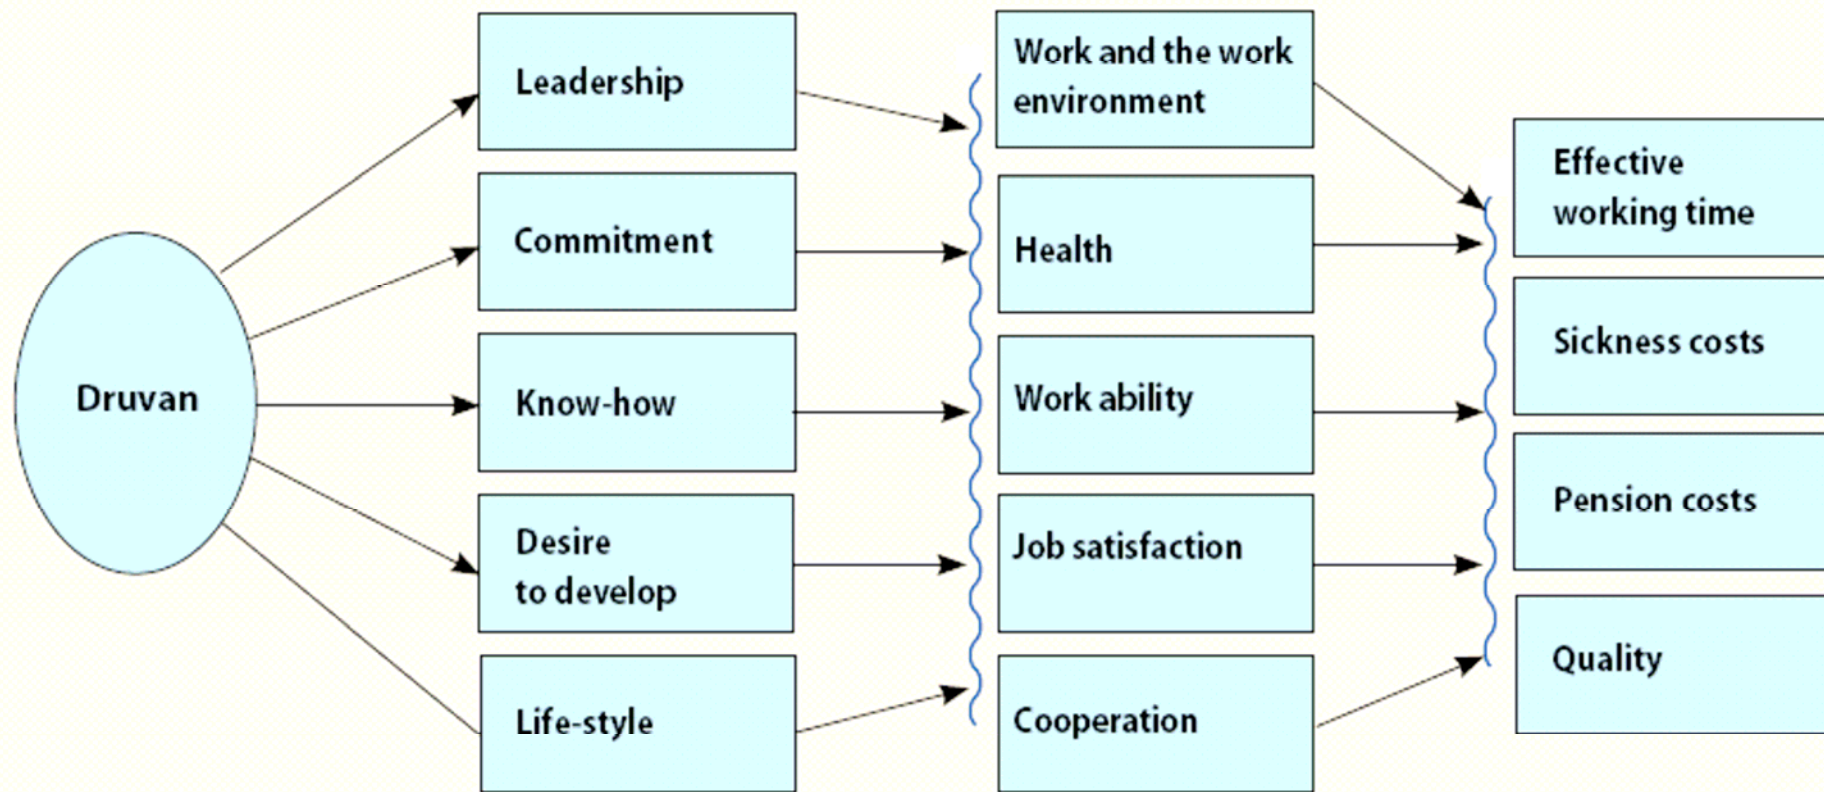 Druvan
Leadership
Commitment
Know-how
Desire
to develop
Life-style
Work and the work
environment
Health
Work ability
Job satisfaction
Cooperation
Effective
working time
Sickness costs
Pension costs
Quality